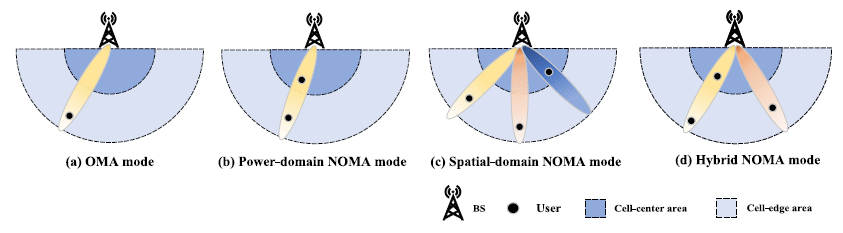 (a) OMA mode
(b) Power-domain NOMA mode
(c) Spatial-domain NOMA mode
(d) Hybrid NOMA mode
BS
User
Cell-center area
Cell-edge area